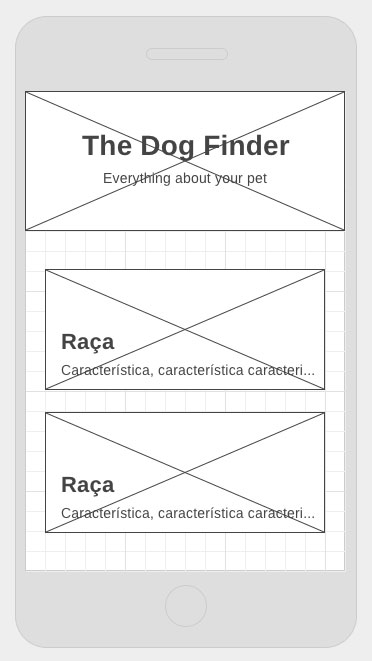 The Dog Finder
Everything about your pet
Raça
Característica, característica caracteri...
Raça
Característica, característica caracteri...